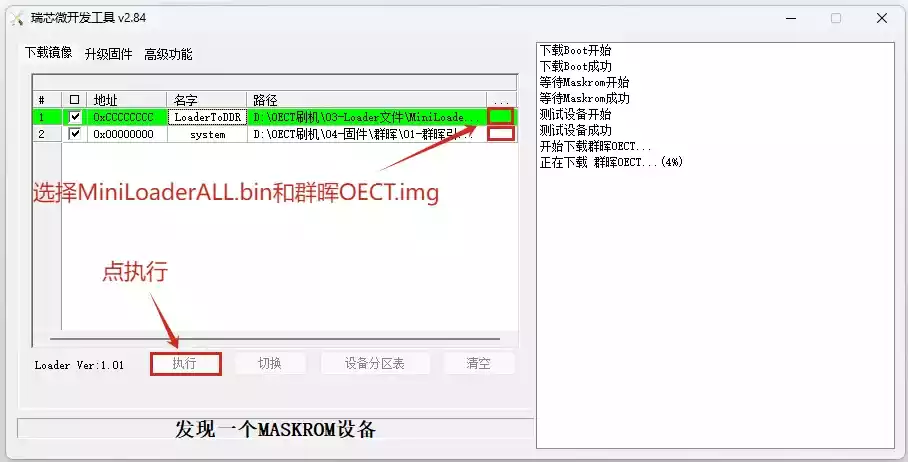 瑞芯微开发工具 v2.84
下载镜像 升级固件 高级功能
# 地址 名字 路径 ...
1 0xCCCCCCCC LoaderToDDR D:\OECT刷机\03-Loader文件\MiniLoade...
2 0x00000000 system D:\OECT刷机\04-固件\群晖\01-群晖引...
选择MiniLoaderALL.bin和群晖OECT.img
点执行
Loader Ver:1.01 执行 切换 设备分区表 清空
发现一个MASKROM设备
下载Boot开始
下载Boot成功
等待Maskrom开始
等待Maskrom成功
测试设备开始
测试设备成功
开始下载群晖OECT...
正在下载 群晖OECT...(4%)